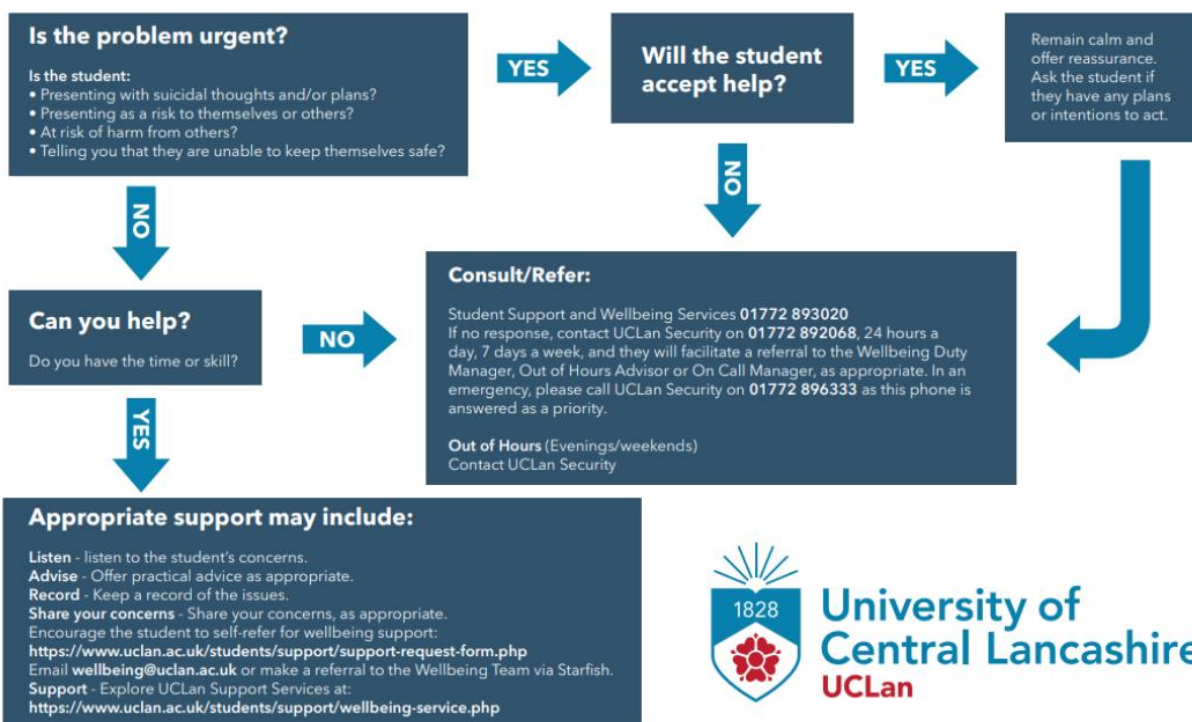 Is the problem urgent?
Is the student:
• Presenting with suicidal thoughts and/or plans?
• Presenting as a risk to themselves or others?
• At risk of harm from others?
• Telling you that they are unable to keep themselves safe?
YES
Will the student
accept help?
YES
Remain calm and
offer reassurance.
Ask the student if
they have any plans
or intentions to act.
NO
NO
Can you help?
Do you have the time or skill?
NO
Consult/Refer:
Student Support and Wellbeing Services 01772 893020
If no response, contact UCLan Security on 01772 892068, 24 hours a
day, 7 days a week, and they will facilitate a referral to the Wellbeing Duty
Manager, Out of Hours Advisor or On Call Manager, as appropriate. In an
emergency, please call UCLan Security on 01772 896333 as this phone is
answered as a priority.
Out of Hours (Evenings/weekends)
Contact UCLan Security
YES
Appropriate support may include:
Listen - listen to the student's concerns.
Advise - Offer practical advice as appropriate.
Record - Keep a record of the issues.
Share your concerns - Share your concerns, as appropriate.
Encourage the student to self-refer for wellbeing support:
https://www.uclan.ac.uk/students/support/support-request-form.php
Email wellbeing@uclan.ac.uk or make a referral to the Wellbeing Team via Starfish.
Support - Explore UCLan Support Services at:
https://www.uclan.ac.uk/students/support/wellbeing-service.php
1828
University of
Central Lancashire
UCLan